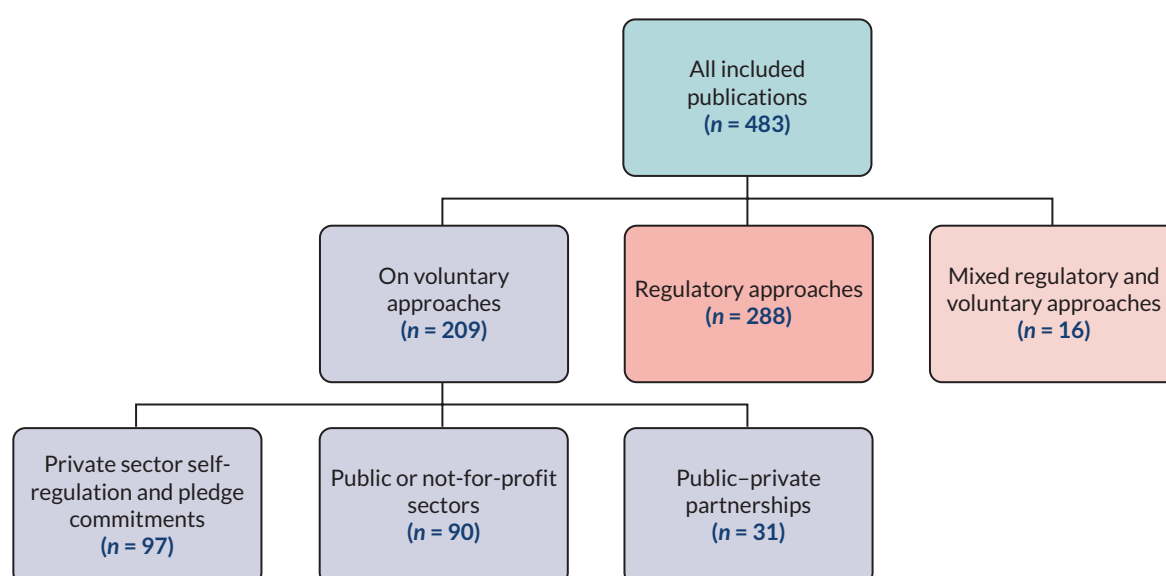 All included
publications
(n = 483)
On voluntary
approaches
(n = 209)
Regulatory approaches
(n = 288)
Mixed regulatory and
voluntary approaches
(n = 16)
Private sector self-
regulation and pledge
commitments
(n = 97)
Public or not-for-profit
sectors
(n = 90)
Public–private
partnerships
(n = 31)